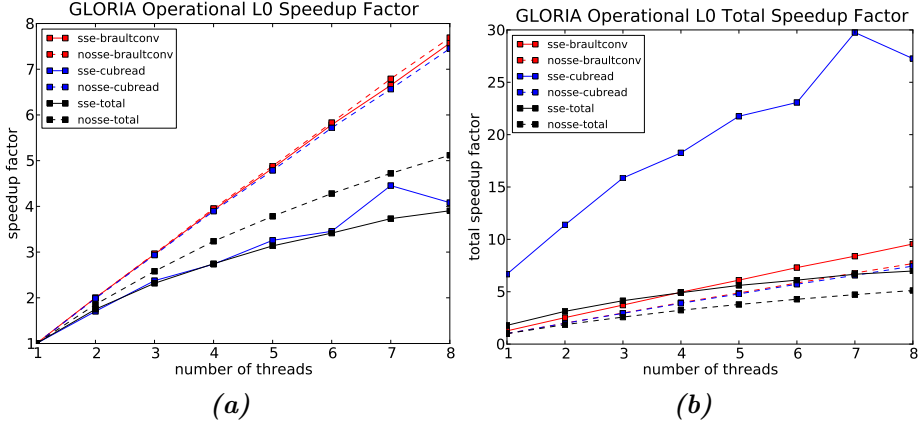 GLORIA Operational L0 Speedup Factor
8
7
6
5
4
3
2
1
speedup factor
sse-braultconv
nosse-braultconv
sse-cubread
nosse-cubread
sse-total
nosse-total
1 2 3 4 5 6 7 8
number of threads
(a)
GLORIA Operational L0 Total Speedup Factor
30
25
20
15
10
5
0
total speedup factor
sse-braultconv
nosse-braultconv
sse-cubread
nosse-cubread
sse-total
nosse-total
1 2 3 4 5 6 7 8
number of threads
(b)